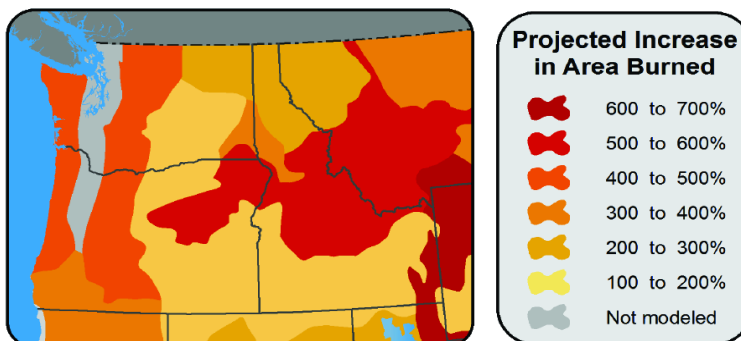 Projected Increase
in Area Burned
600 to 700%
500 to 600%
400 to 500%
300 to 400%
200 to 300%
100 to 200%
Not modeled